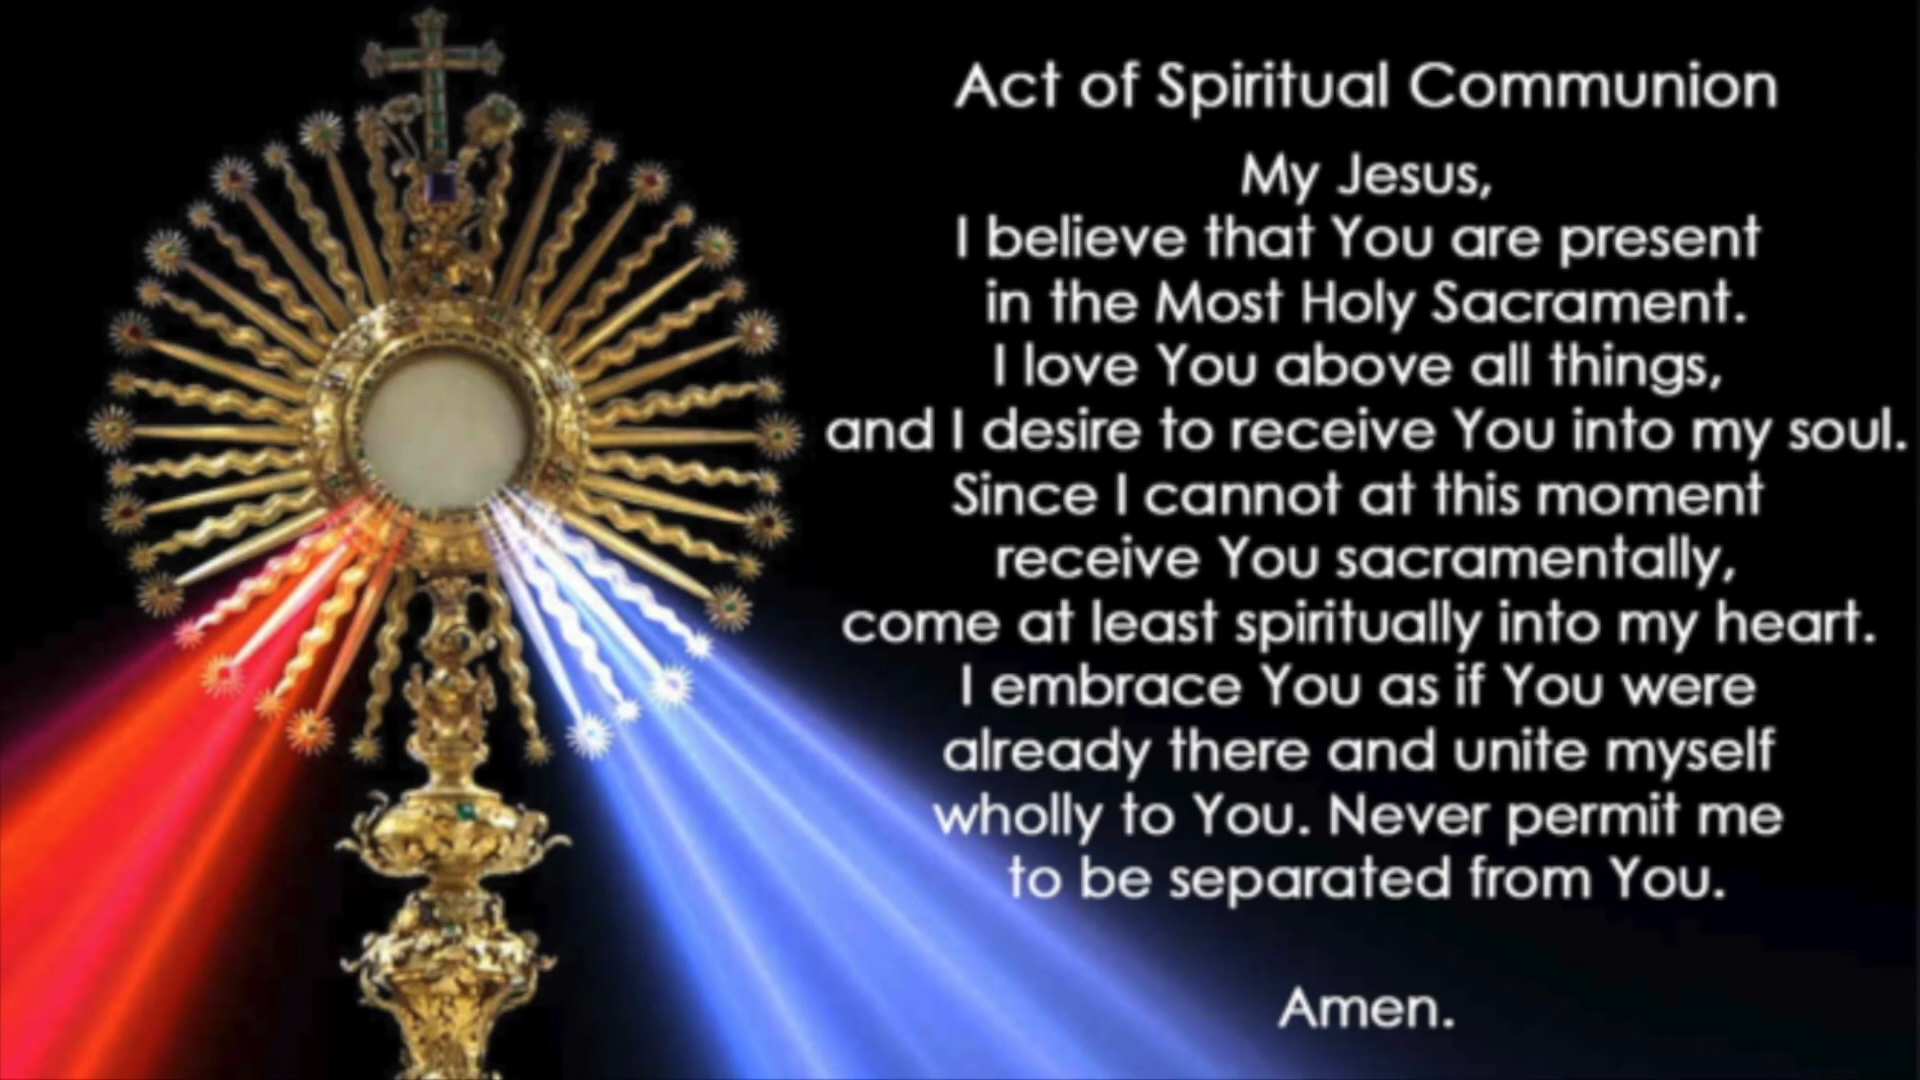 Act of Spiritual Communion
My Jesus,
I believe that You are present
in the Most Holy Sacrament.
I love You above all things,
and I desire to receive You into my soul.
Since I cannot at this moment
receive You sacramentally,
come at least spiritually into my heart.
I embrace You as if You were
already there and unite myself
wholly to You. Never permit me
to be separated from You.
Amen.